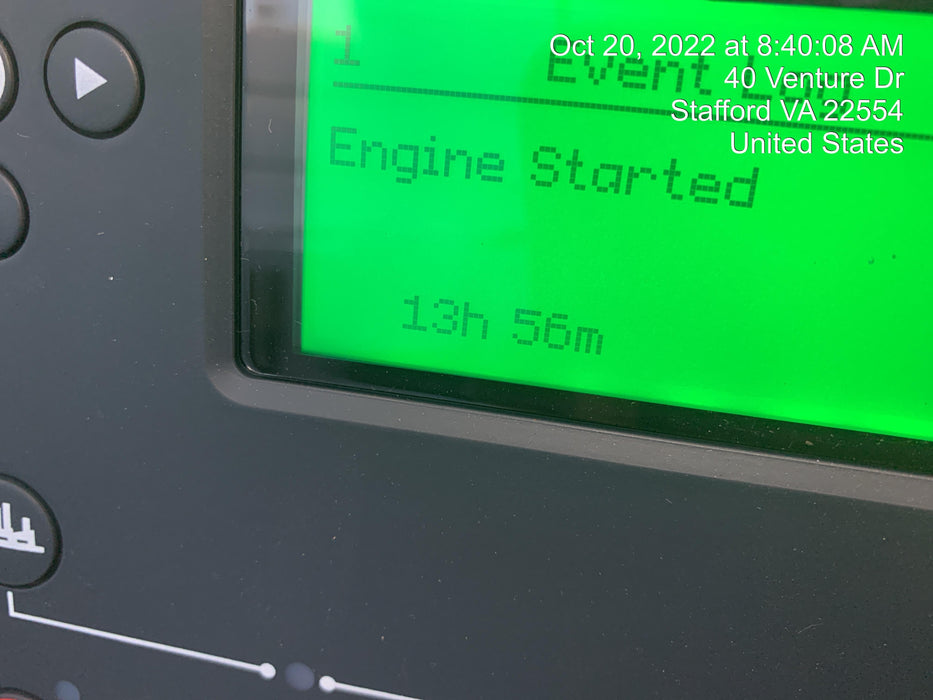 Oct 20, 2022 at 8:40:08 AM
40 Venture Dr
Stafford VA 22554
United States
1 Event Log
Engine Started
13h 56m